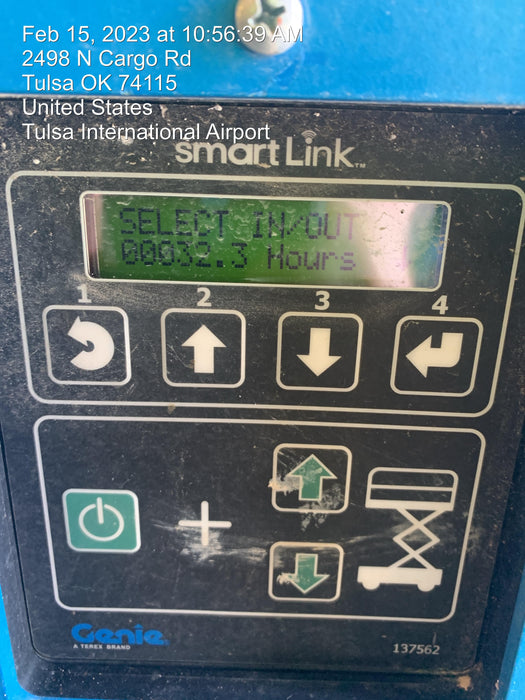 Feb 15, 2023 at 10:56:39 AM
2498 N Cargo Rd
Tulsa OK 74115
United States
Tulsa International Airport
smartLink™
SELECT IN/OUT
00032.3 Hours
1 2 3 4
Genie
A TEREX BRAND
137562